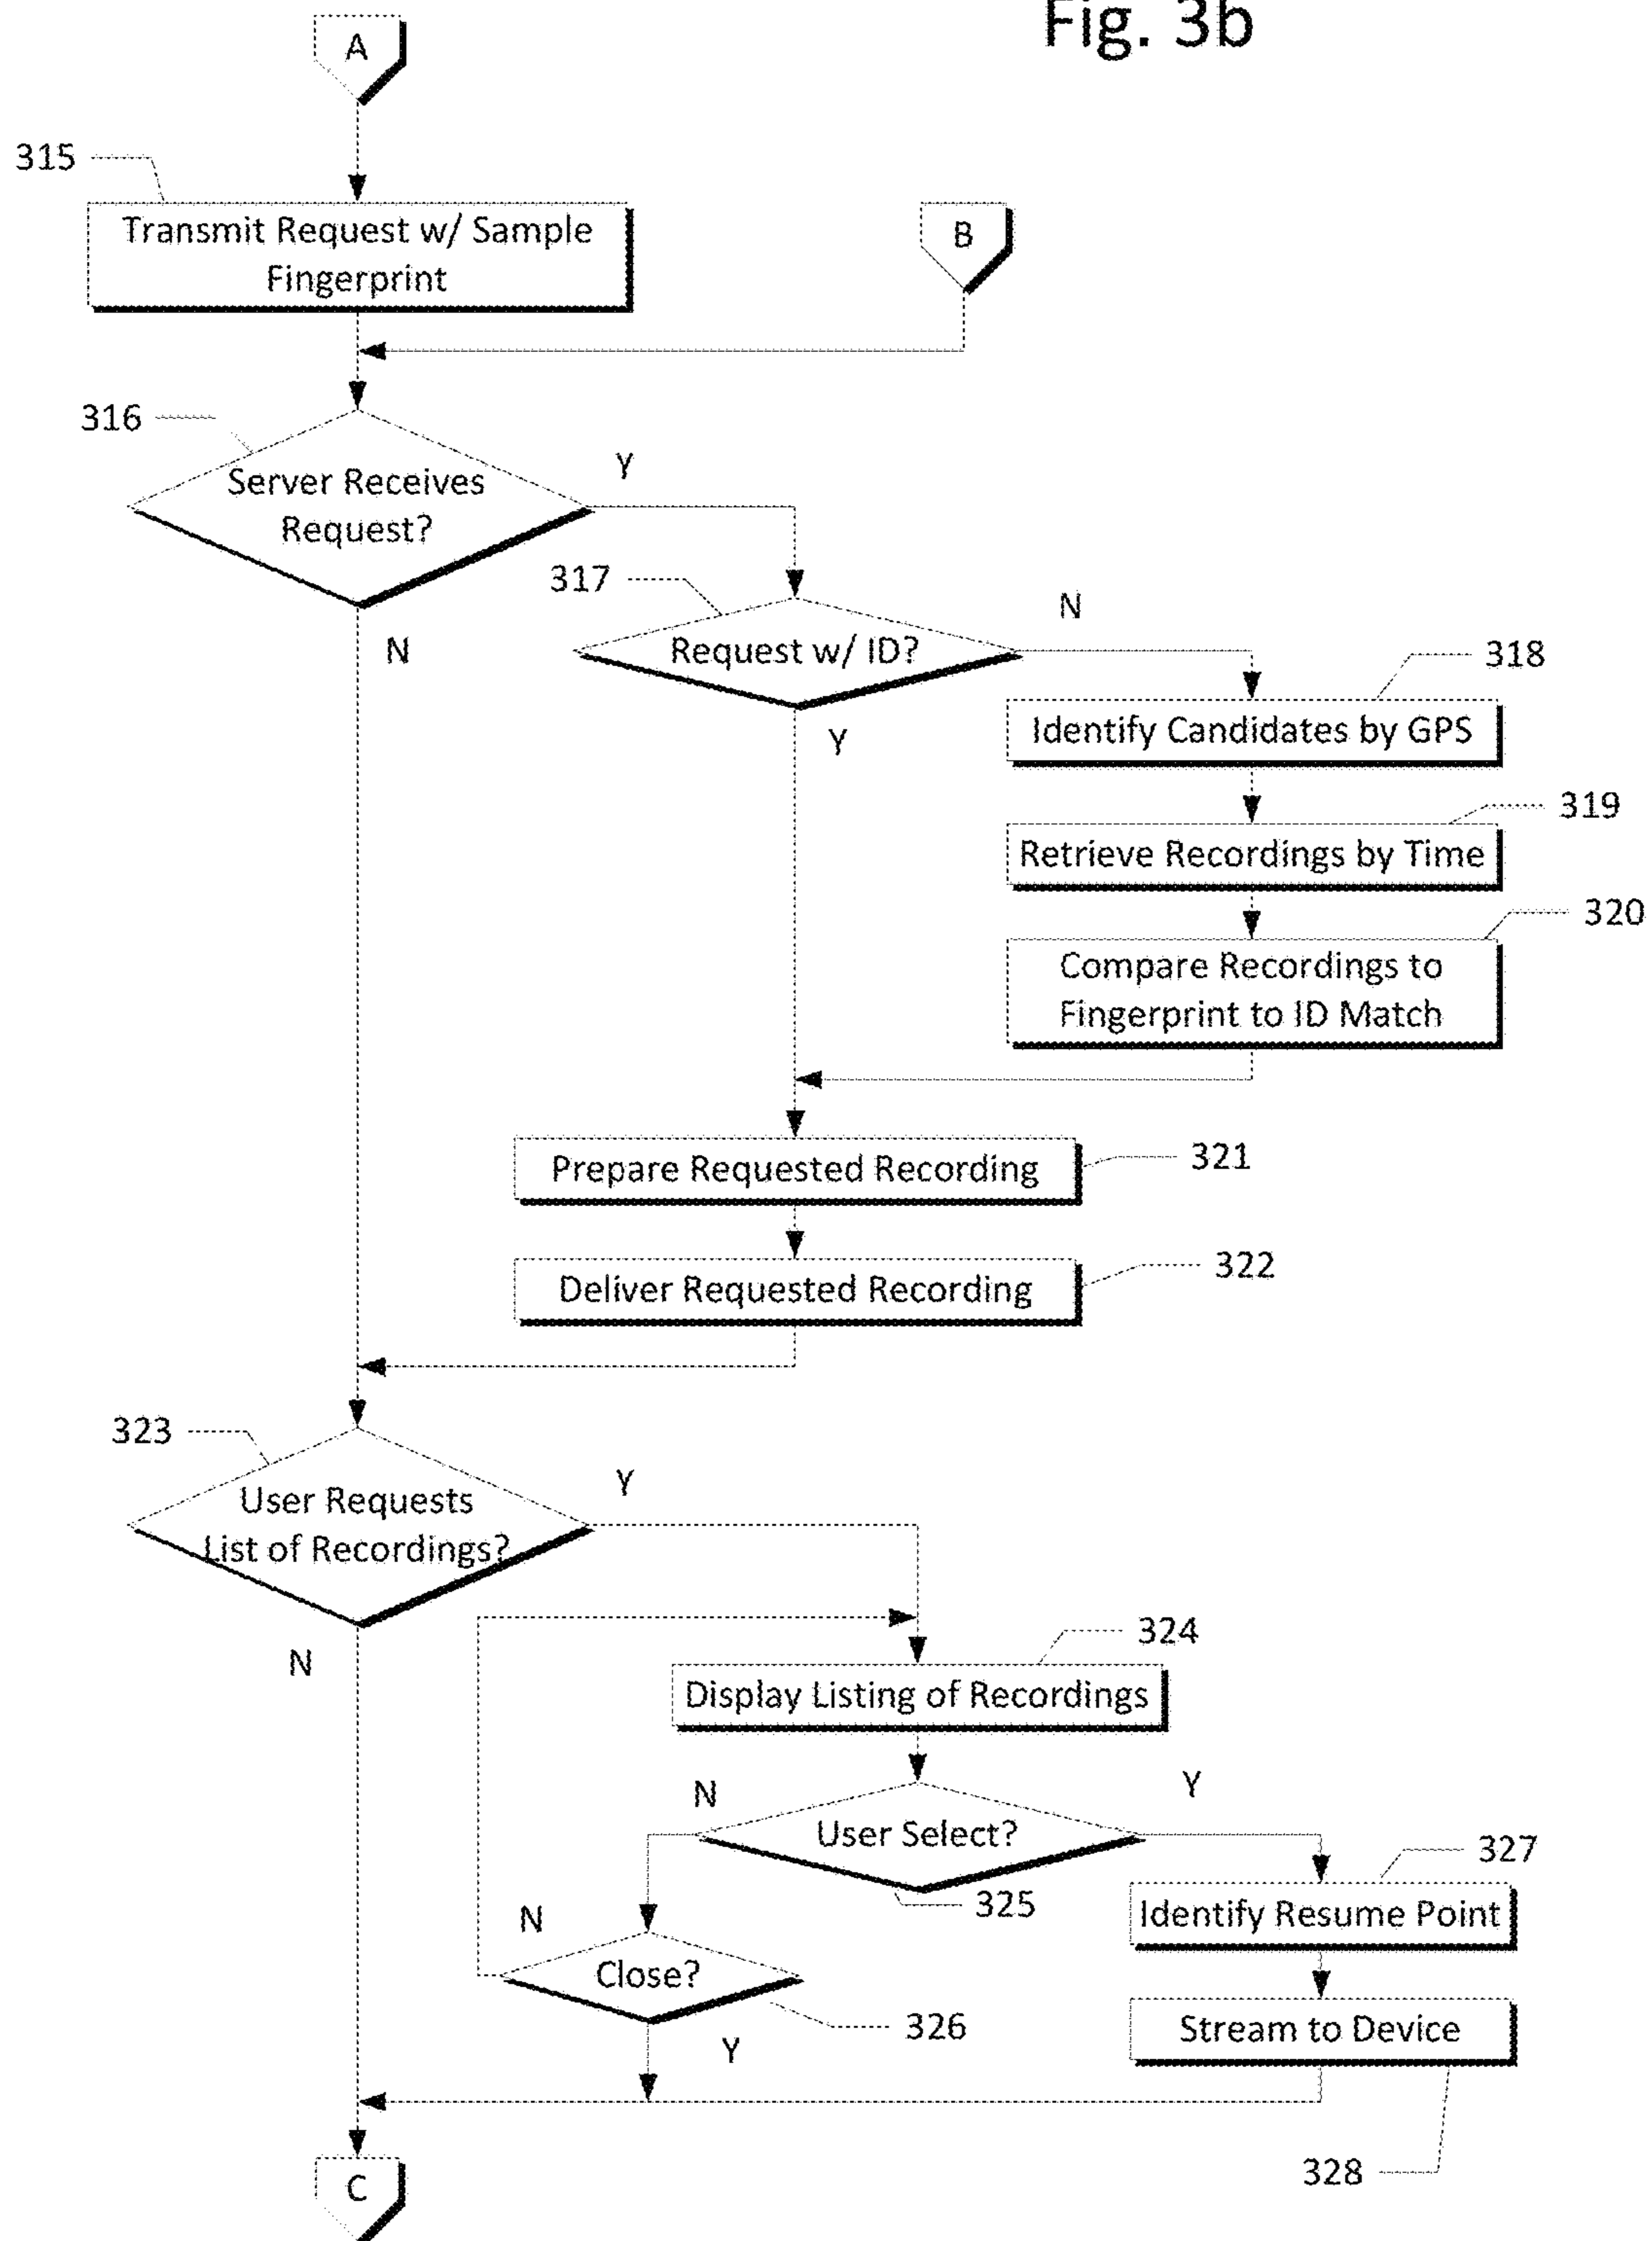 Fig. 3b
A
315
Transmit Request w/ Sample
Fingerprint
B
316
Server Receives
Request?
Y
N
317
Request w/ ID?
N
Y
318
Identify Candidates by GPS
319
Retrieve Recordings by Time
320
Compare Recordings to
Fingerprint to ID Match
Prepare Requested Recording
321
Deliver Requested Recording
322
323
User Requests
List of Recordings?
Y
N
324
Display Listing of Recordings
N
Y
User Select?
325
327
Identify Resume Point
N
Close?
326
Y
Stream to Device
328
C